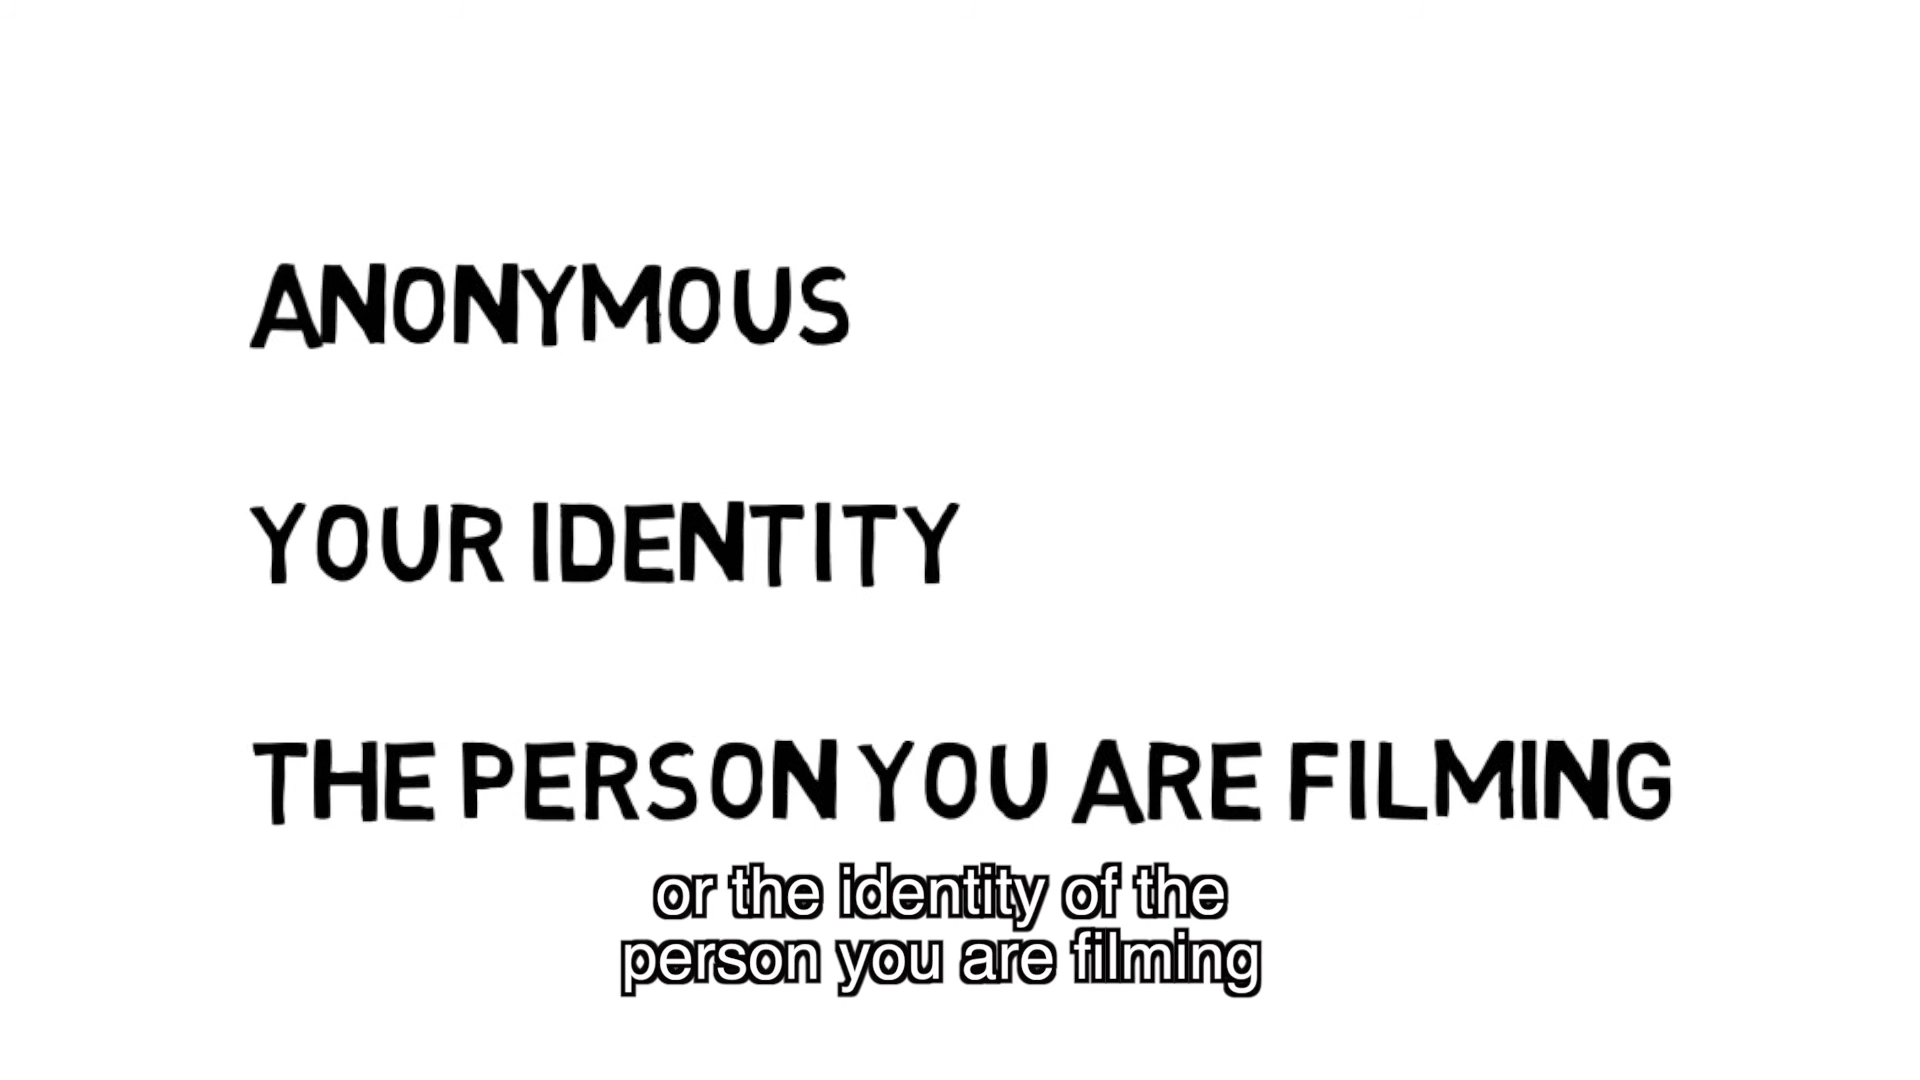 ANONYMOUS
YOUR IDENTITY
THE PERSON YOU ARE FILMING
or the identity of the
person you are filming